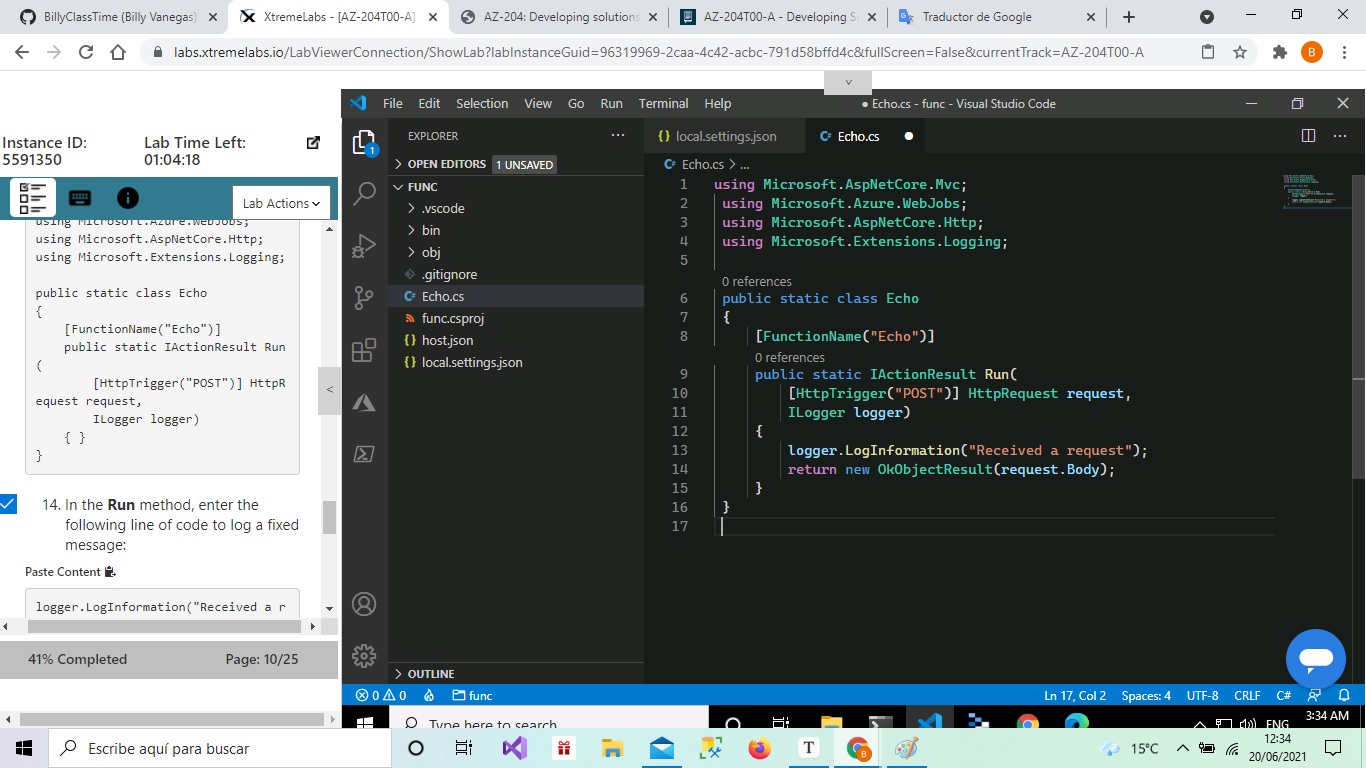 BillyClassTime (Billy Vanegas)
XtremeLabs - [AZ-204T00-A]
AZ-204: Developing solutions
AZ-204T00-A - Developing S
Traductor de Google
labs.xtremelabs.io/LabViewerConnection/ShowLab?labInstanceGuid=96319969-2caa-4c42-acbc-791d58bffd4c&fullScreen=False&currentTrack=AZ-204T00-A
B
Instance ID:
5591350
Lab Time Left:
01:04:18
Lab Actions
using Microsoft.Azure.WebJobs;
using Microsoft.AspNetCore.Http;
using Microsoft.Extensions.Logging;
public static class Echo
{
[FunctionName("Echo")]
public static IActionResult Run
(
[HttpTrigger("POST")] HttpR
equest request,
ILogger logger)
{ }
}
14. In the Run method, enter the
following line of code to log a fixed
message:
Paste Content
logger.LogInformation("Received a r
41% Completed
Page: 10/25
File Edit Selection View Go Run Terminal Help
● Echo.cs - func - Visual Studio Code
1
EXPLORER
OPEN EDITORS 1 UNSAVED
FUNC
.vscode
bin
obj
.gitignore
Echo.cs
func.csproj
host.json
local.settings.json
OUTLINE
local.settings.json
Echo.cs
Echo.cs > ...
1 using Microsoft.AspNetCore.Mvc;
2 using Microsoft.Azure.WebJobs;
3 using Microsoft.AspNetCore.Http;
4 using Microsoft.Extensions.Logging;
5
0 references
6 public static class Echo
7 {
8 [FunctionName("Echo")]
0 references
9 public static IActionResult Run(
10 [HttpTrigger("POST")] HttpRequest request,
11 ILogger logger)
12 {
13 logger.LogInformation("Received a request");
14 return new OkObjectResult(request.Body);
15 }
16 }
17
0 0 func
Ln 17, Col 2 Spaces: 4 UTF-8 CRLF C#
Type here to search
ENG
3:34 AM
Escribe aquí para buscar
T
B
15°C
12:34
20/06/2021